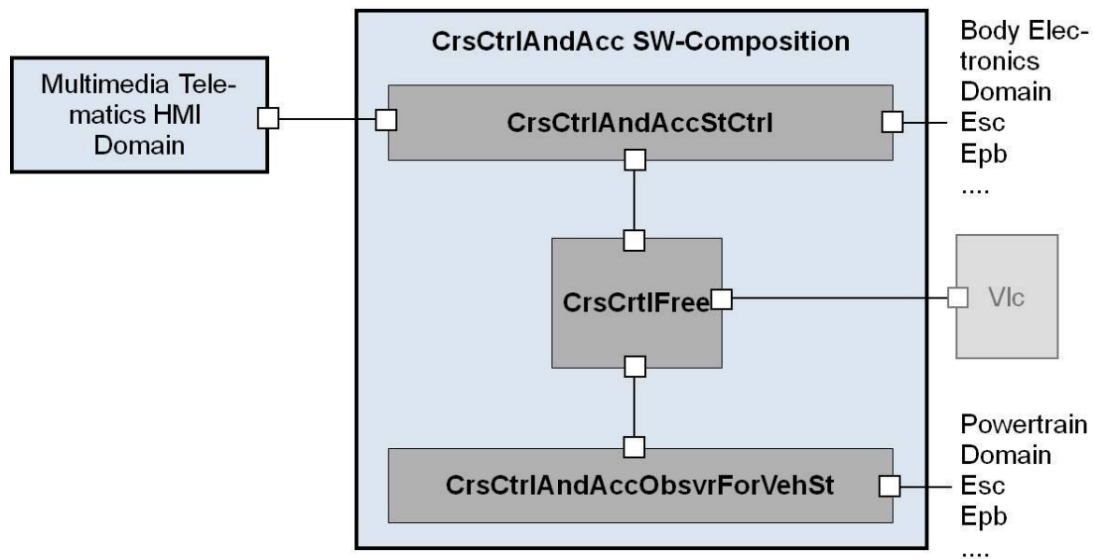 CrsCtrlAndAcc SW-Composition
Multimedia Tele-
matics HMI
Domain
CrsCtrlAndAccStCtrl
Body Elec-
tronics
Domain
Esc
Epb
....
CrsCrtlFree
Vlc
CrsCtrlAndAccObsvrForVehSt
Powertrain
Domain
Esc
Epb
....